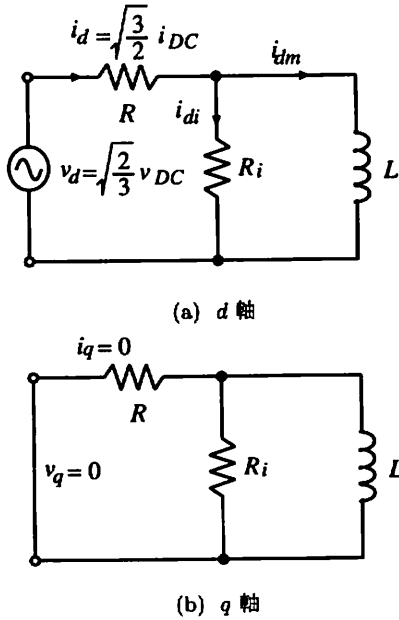 i_d = √(3/2) i_DC
i_dm
R
i_di
v_d = √(2/3) v_DC
R_i
L
(a) d 軸
i_q = 0
R
v_q = 0
R_i
L
(b) q 軸